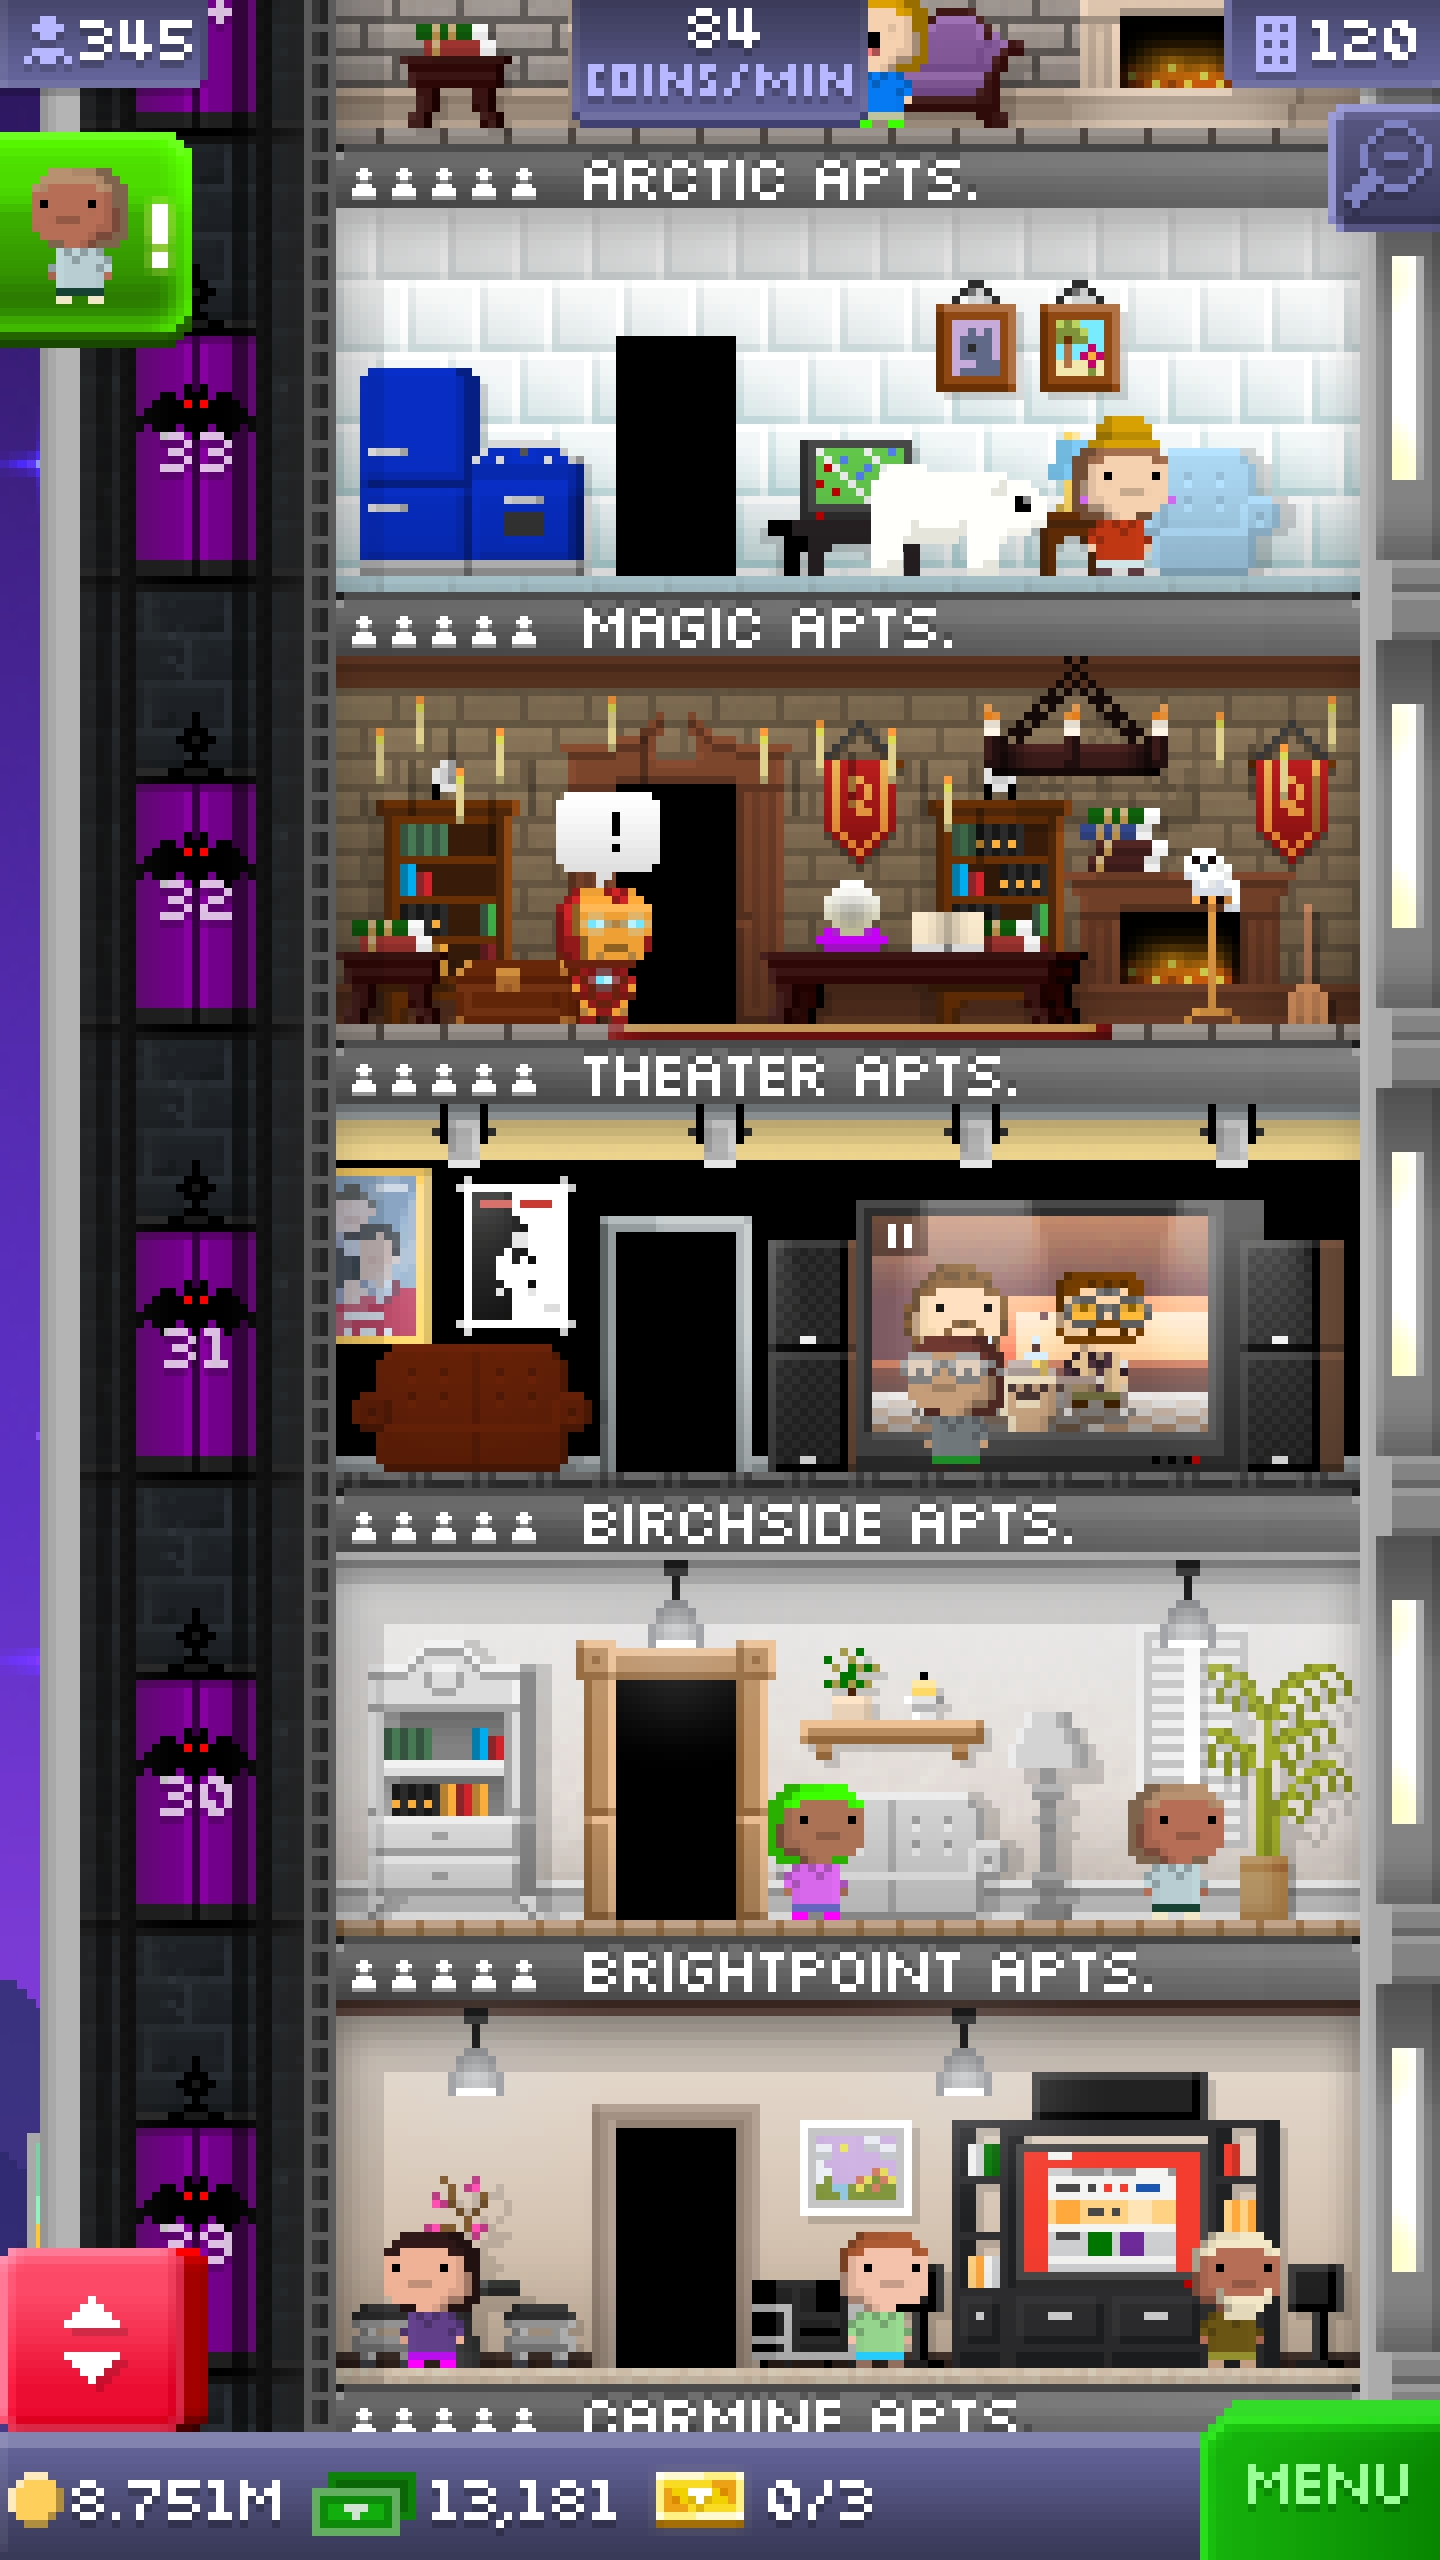 345
84
COINS/MIN
120
ARCTIC APTS.
!
33
MAGIC APTS.
!
32
THEATER APTS.
31
BIRCHSIDE APTS.
30
BRIGHTPOINT APTS.
29
CARMINE APTS.
8.751M 13,181 0/3
MENU